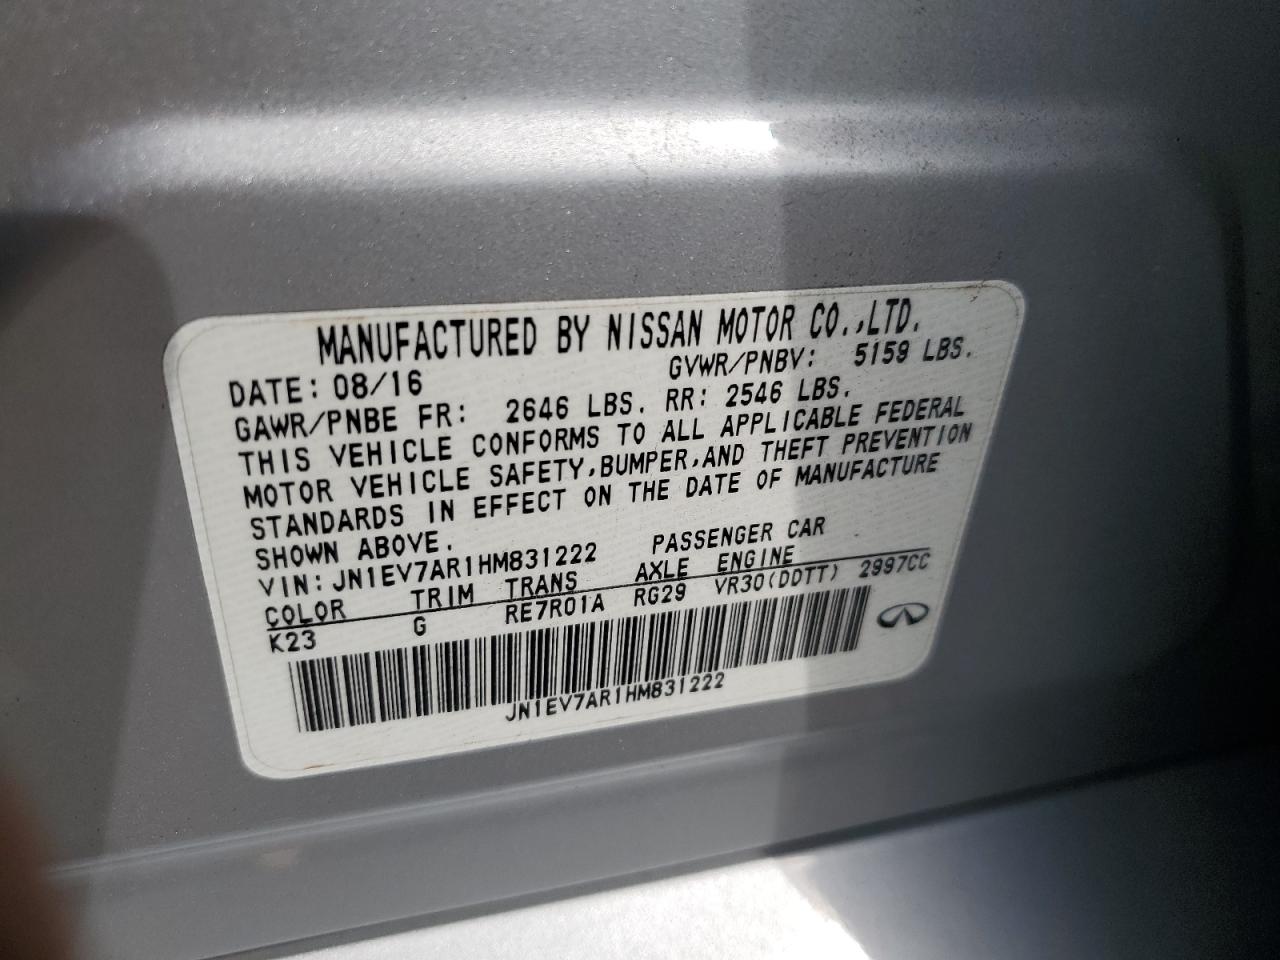 MANUFACTURED BY NISSAN MOTOR CO.,LTD.
DATE: 08/16 GVWR/PNBV: 5159 LBS.
GAWR/PNBE FR: 2646 LBS. RR: 2546 LBS.
THIS VEHICLE CONFORMS TO ALL APPLICABLE FEDERAL
MOTOR VEHICLE SAFETY,BUMPER,AND THEFT PREVENTION
STANDARDS IN EFFECT ON THE DATE OF MANUFACTURE
SHOWN ABOVE.
VIN:JN1EV7AR1HM831222 PASSENGER CAR
COLOR TRIM TRANS AXLE ENGINE
K23 G RE7R01A RG29 VR30(DDTT) 2997CC
JN1EV7AR1HM831222